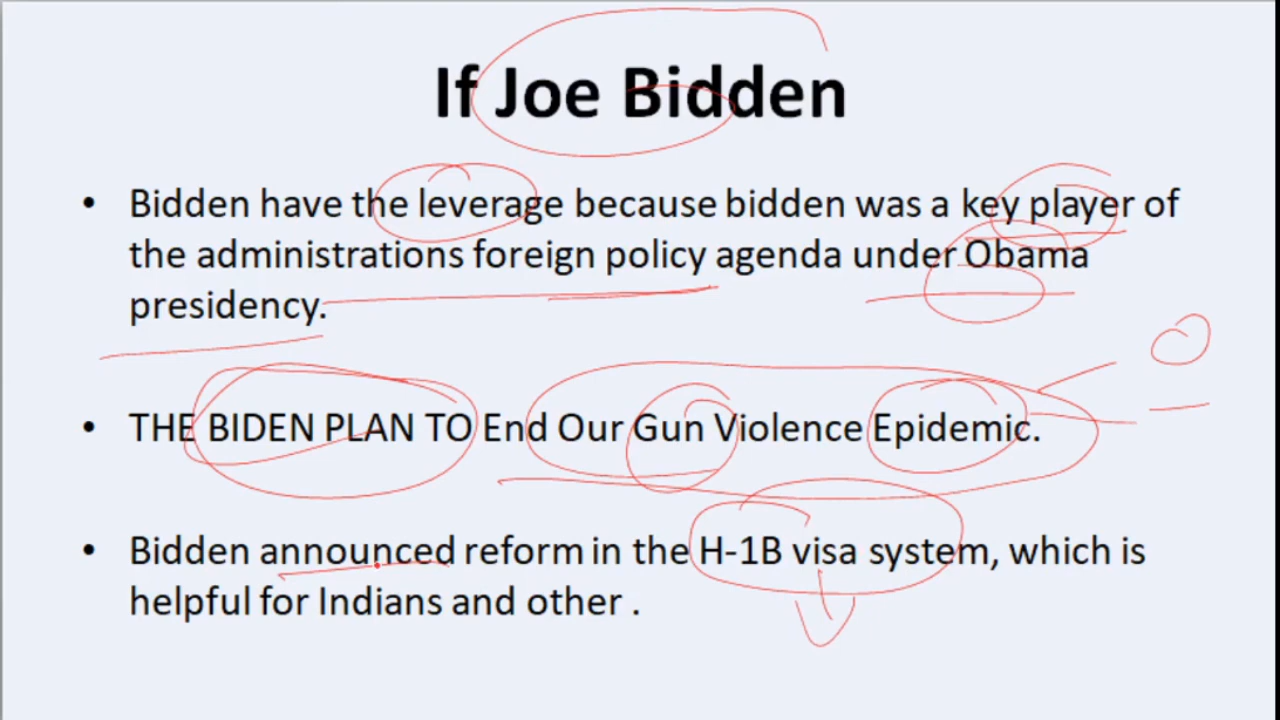 If Joe Bidden
• Bidden have the leverage because bidden was a key player of
the administrations foreign policy agenda under Obama
presidency.
• THE BIDEN PLAN TO End Our Gun Violence Epidemic.
• Bidden announced reform in the H-1B visa system, which is
helpful for Indians and other .